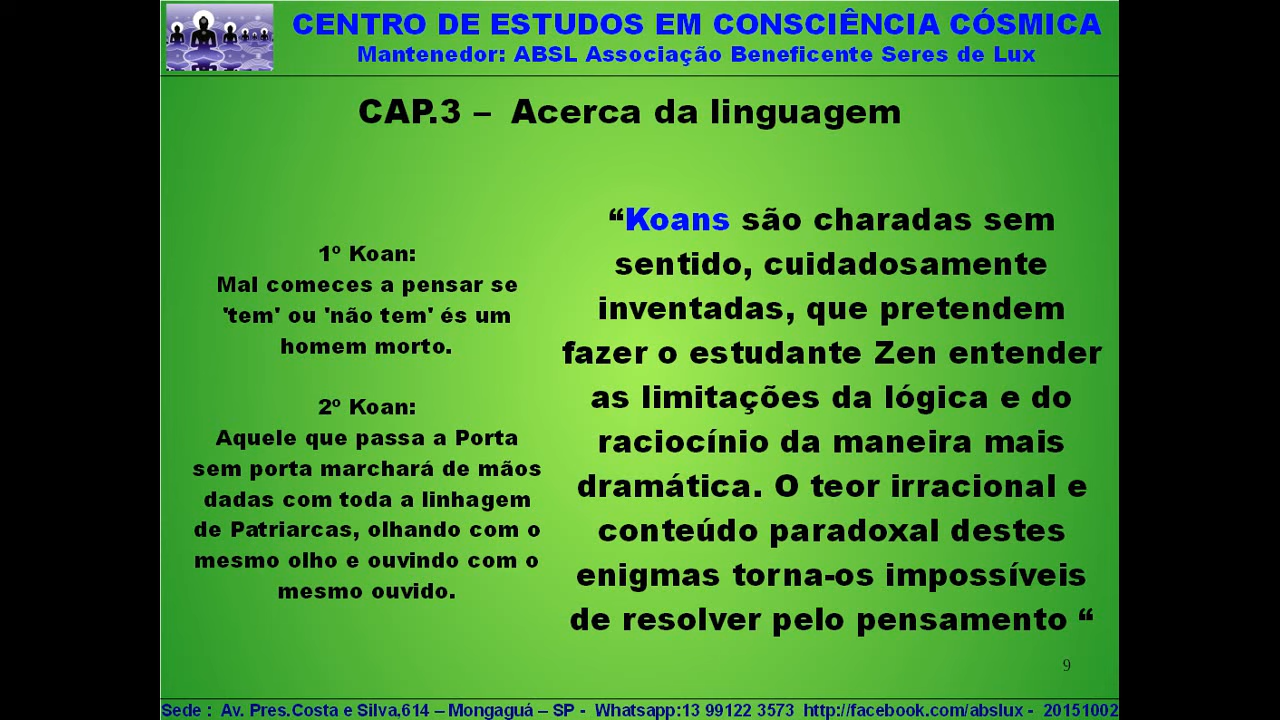 CENTRO DE ESTUDOS EM CONSCIÊNCIA CÓSMICA
Mantenedor: ABSL Associação Beneficente Seres de Lux
CAP.3 – Acerca da linguagem
1º Koan:
Mal comeces a pensar se
'tem' ou 'não tem' és um
homem morto.
2º Koan:
Aquele que passa a Porta
sem porta marchará de mãos
dadas com toda a linhagem
de Patriarcas, olhando com o
mesmo olho e ouvindo com o
mesmo ouvido.
“Koans são charadas sem
sentido, cuidadosamente
inventadas, que pretendem
fazer o estudante Zen entender
as limitações da lógica e do
raciocínio da maneira mais
dramática. O teor irracional e
conteúdo paradoxal destes
enigmas torna-os impossíveis
de resolver pelo pensamento “
9
Sede : Av. Pres.Costa e Silva,614 – Mongaguá – SP - Whatsapp:13 99122 3573 http://facebook.com/abslux - 20151002